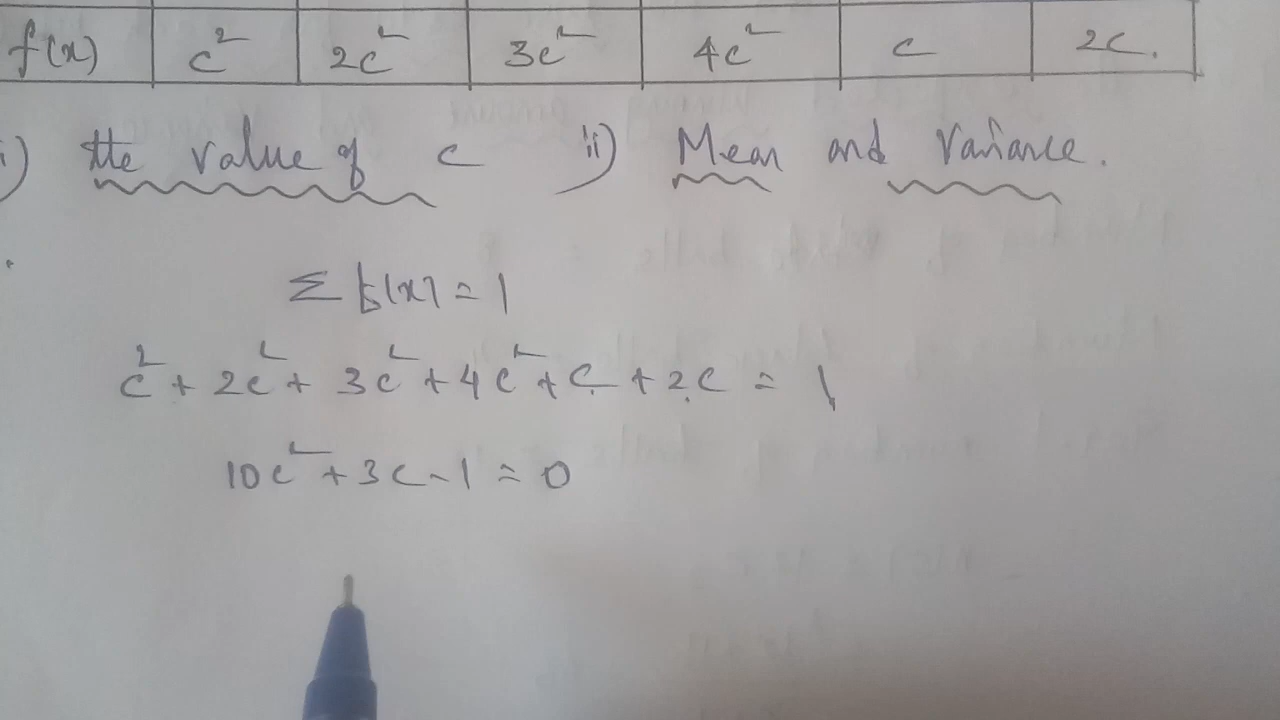 f(x) c² 2c² 3c² 4c² c 2c.
i) the value of c ii) Mean and Variance.
Σ f(x) = 1
c² + 2c² + 3c² + 4c² + c + 2c = 1
10c² + 3c - 1 = 0